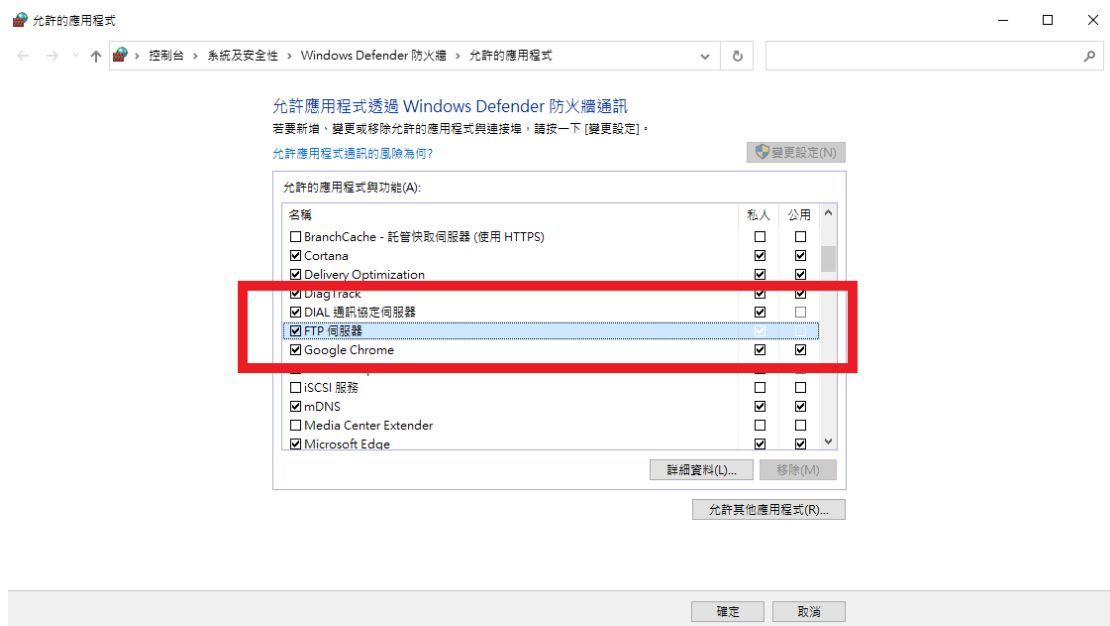 允許的應用程式
控制台 › 系統及安全性 › Windows Defender 防火牆 › 允許的應用程式
允許應用程式透過 Windows Defender 防火牆通訊
若要新增、變更或移除允許的應用程式與連接埠，請按一下 [變更設定]。
允許應用程式通訊的風險為何? 變更設定(N)
允許的應用程式與功能(A):
名稱 私人 公用
BranchCache - 託管快取伺服器 (使用 HTTPS)
Cortana
Delivery Optimization
DiagTrack
DIAL 通訊協定伺服器
FTP 伺服器
Google Chrome
iSCSI 服務
mDNS
Media Center Extender
Microsoft Edge
詳細資料(L)... 移除(M)
允許其他應用程式(R)...
確定 取消